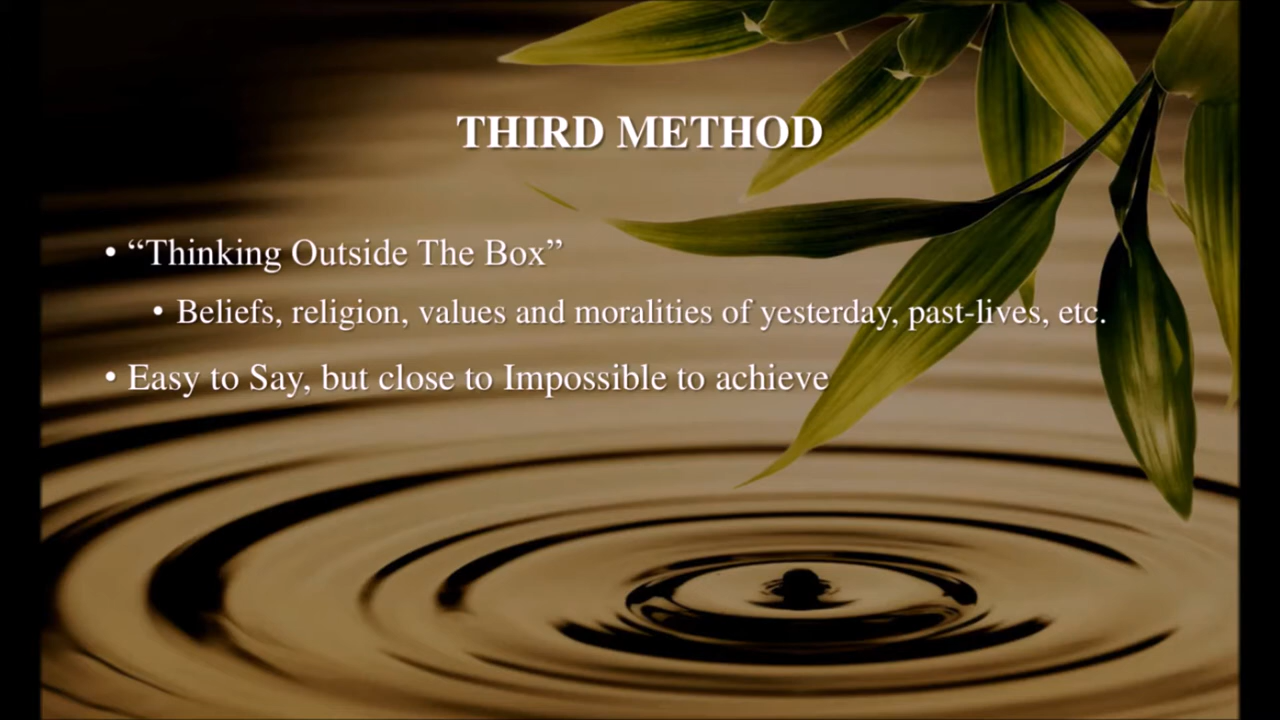 THIRD METHOD
• “Thinking Outside The Box”
• Beliefs, religion, values and moralities of yesterday, past-lives, etc.
• Easy to Say, but close to Impossible to achieve